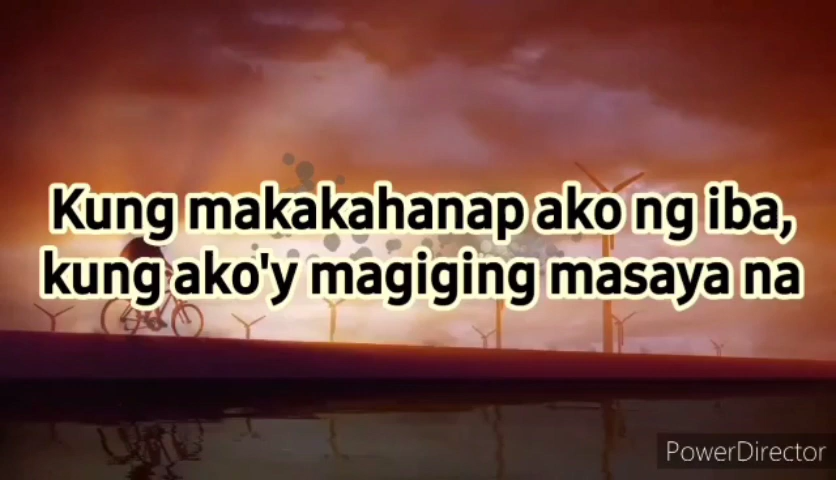 Kung makakahanap ako ng iba,
kung ako'y magiging masaya na
PowerDirector